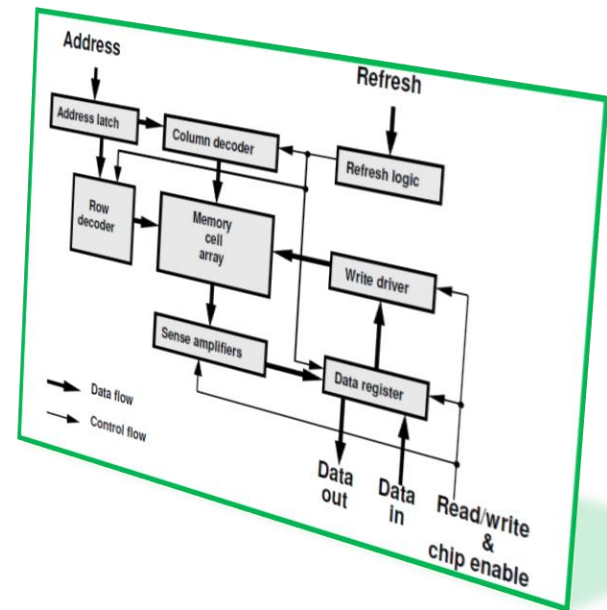 Address
Refresh
Address latch
Column decoder
Refresh logic
Row
decoder
Memory
cell
array
Write driver
Sense amplifiers
Data register
Data flow
Control flow
Data
out
Data
in
Read/write
&
chip enable